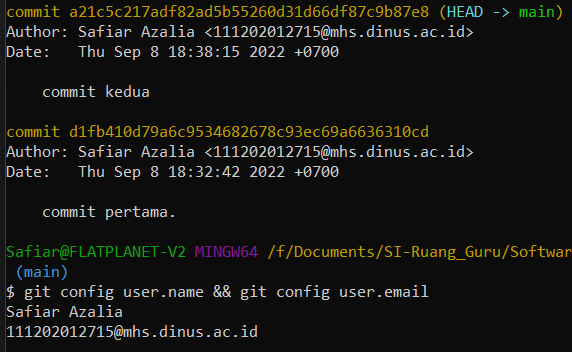 commit a21c5c217adf82ad5b55260d31d66df87c9b87e8 (HEAD -> main)
Author: Safiar Azalia <111202012715@mhs.dinus.ac.id>
Date:   Thu Sep 8 18:38:15 2022 +0700
    commit kedua
commit d1fb410d79a6c9534682678c93ec69a6636310cd
Author: Safiar Azalia <111202012715@mhs.dinus.ac.id>
Date:   Thu Sep 8 18:32:42 2022 +0700
    commit pertama.
Safiar@FLATPLANET-V2 MINGW64 /f/Documents/SI-Ruang_Guru/Softwar
 (main)
$ git config user.name && git config user.email
Safiar Azalia
111202012715@mhs.dinus.ac.id